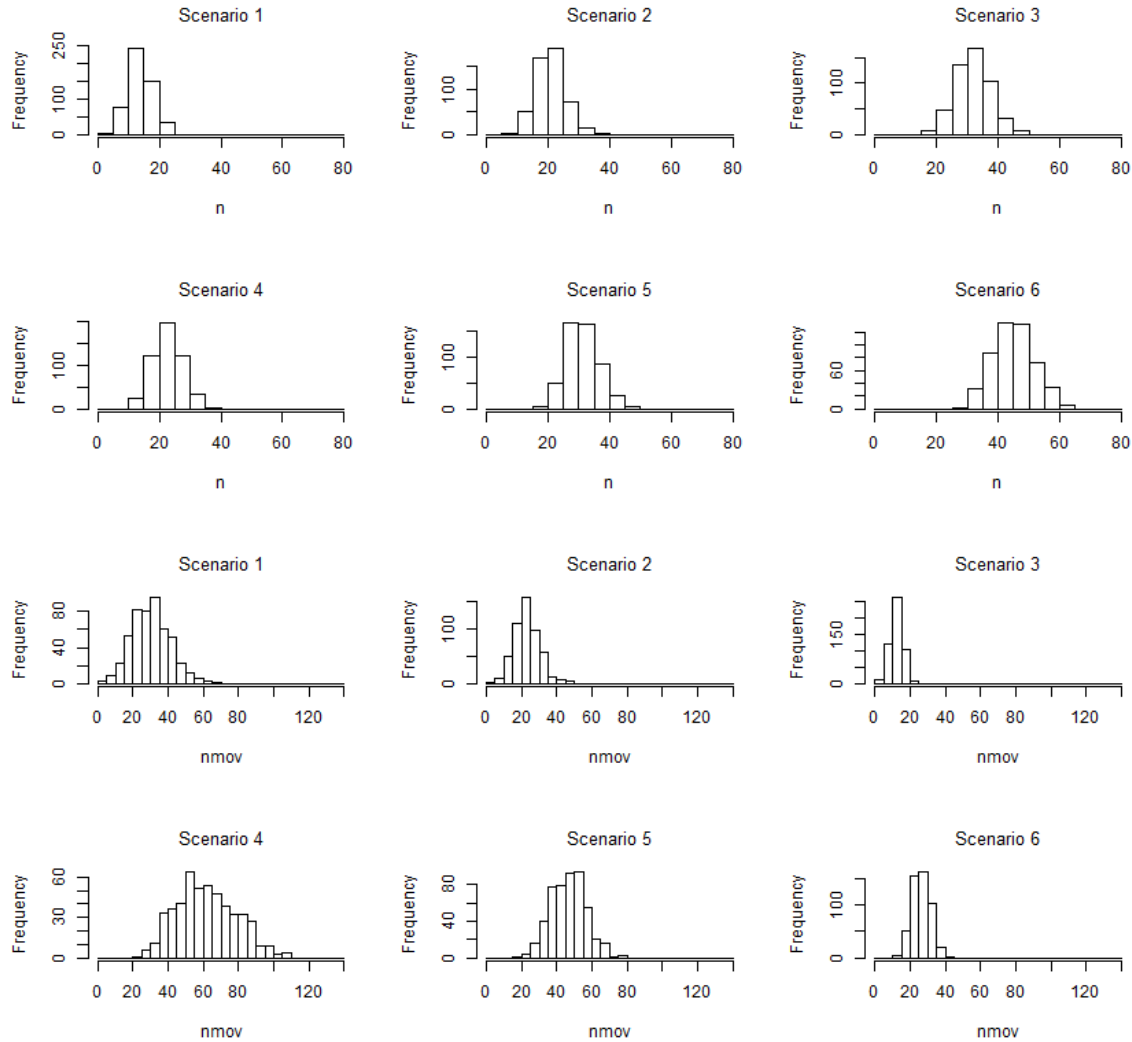 Scenario 1
Scenario 2
Scenario 3
Frequency
0 100 250
0 20 40 60 80
n
Frequency
0 100
0 20 40 60 80
n
Frequency
0 100
0 20 40 60 80
n
Scenario 4
Scenario 5
Scenario 6
Frequency
0 100
0 20 40 60 80
n
Frequency
0 100
0 20 40 60 80
n
Frequency
0 60
0 20 40 60 80
n
Scenario 1
Scenario 2
Scenario 3
Frequency
0 40 80
0 20 40 60 80 120
nmov
Frequency
0 100
0 20 40 60 80 120
nmov
Frequency
0 150
0 20 40 60 80 120
nmov
Scenario 4
Scenario 5
Scenario 6
Frequency
0 30 60
0 20 40 60 80 120
nmov
Frequency
0 40 80
0 20 40 60 80 120
nmov
Frequency
0 100
0 20 40 60 80 120
nmov